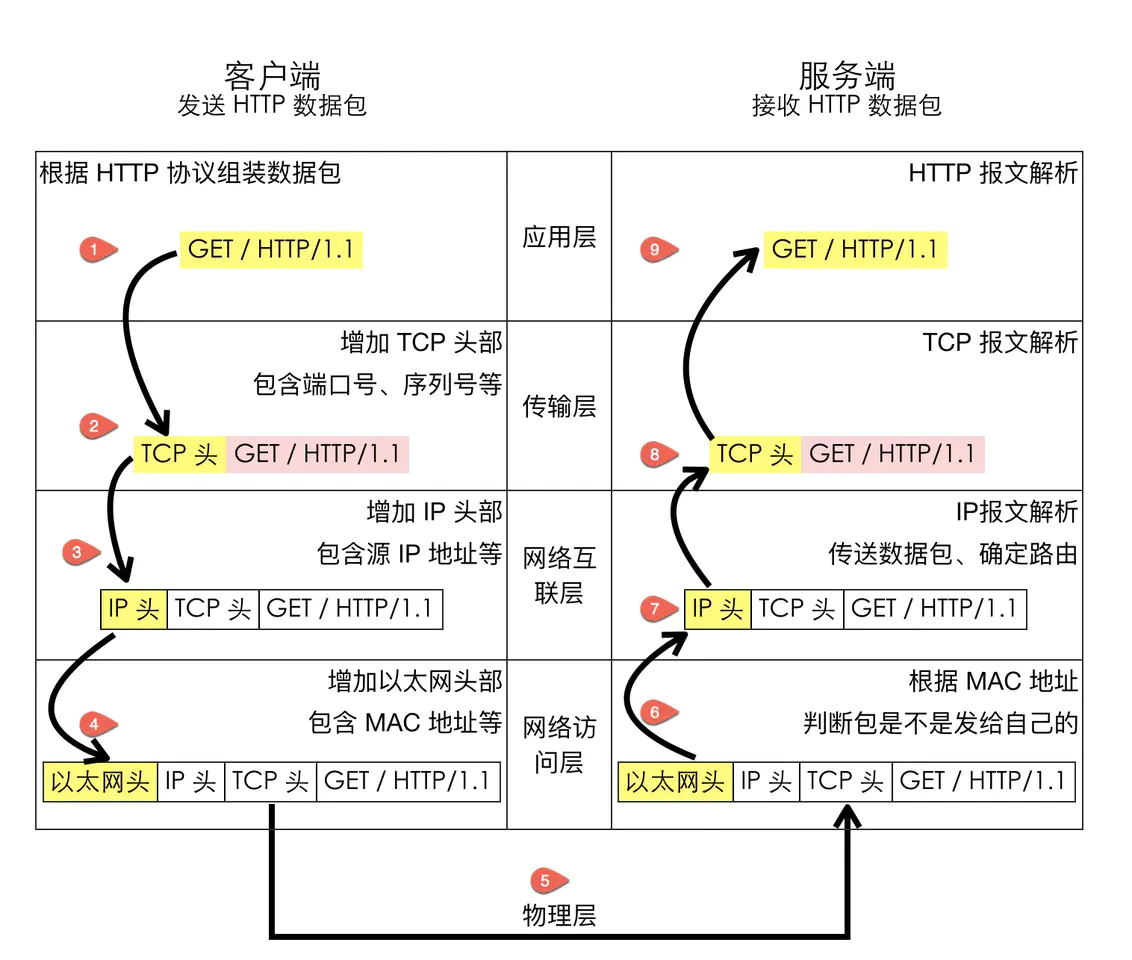 客户端
发送 HTTP 数据包
服务端
接收 HTTP 数据包
根据 HTTP 协议组装数据包
1
GET / HTTP/1.1
应用层
HTTP 报文解析
9
GET / HTTP/1.1
增加 TCP 头部
包含端口号、序列号等
2
TCP 头 GET / HTTP/1.1
传输层
TCP 报文解析
8
TCP 头 GET / HTTP/1.1
增加 IP 头部
包含源 IP 地址等
3
IP 头 TCP 头 GET / HTTP/1.1
网络互
联层
IP报文解析
传送数据包、确定路由
7
IP 头 TCP 头 GET / HTTP/1.1
增加以太网头部
包含 MAC 地址等
4
以太网头 IP 头 TCP 头 GET / HTTP/1.1
网络访
问层
根据 MAC 地址
判断包是不是发给自己的
6
以太网头 IP 头 TCP 头 GET / HTTP/1.1
5
物理层